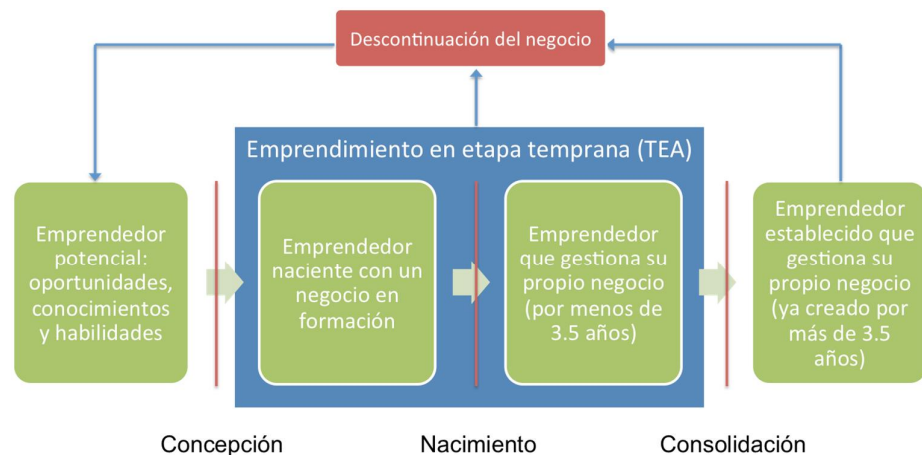 Descontinuación del negocio
Emprendimiento en etapa temprana (TEA)
Emprendedor
potencial:
oportunidades,
conocimientos
y habilidades
Emprendedor
naciente con un
negocio en
formación
Emprendedor
que gestiona su
propio negocio
(por menos de
3.5 años)
Emprendedor
establecido que
gestiona su
propio negocio
(ya creado por
más de 3.5
años)
Concepción
Nacimiento
Consolidación